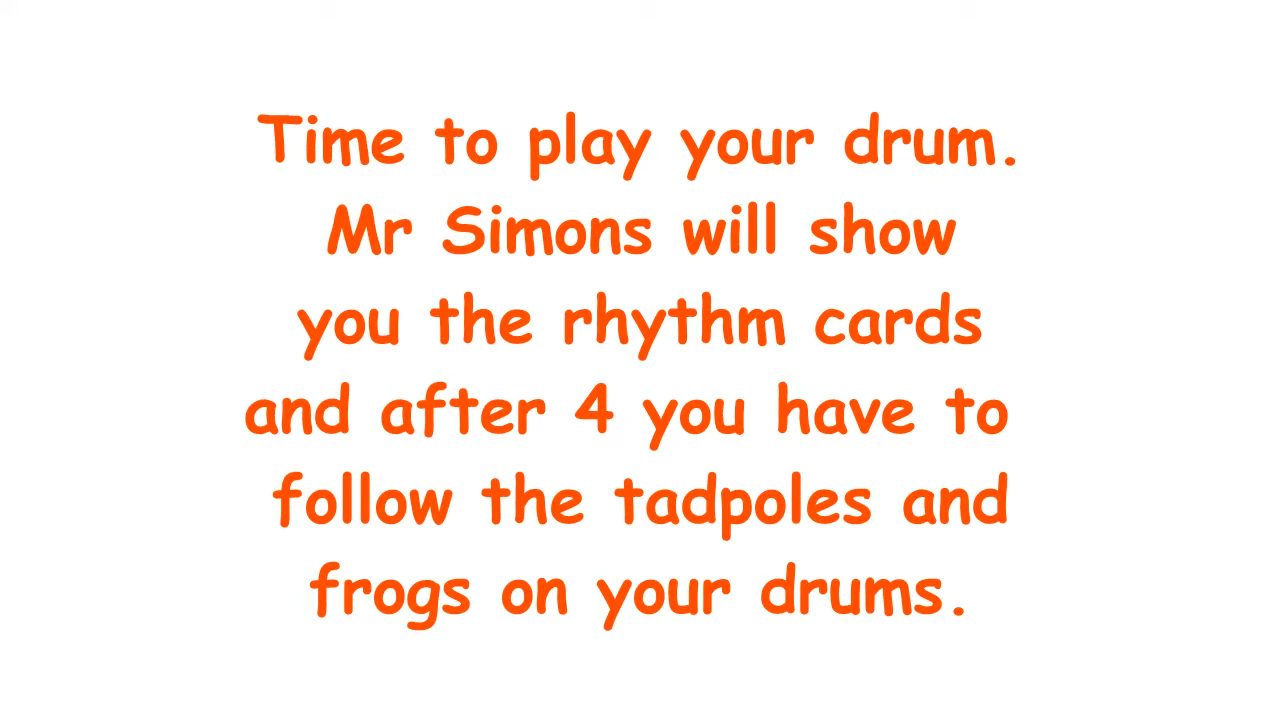 Time to play your drum.
Mr Simons will show
you the rhythm cards
and after 4 you have to
follow the tadpoles and
frogs on your drums.